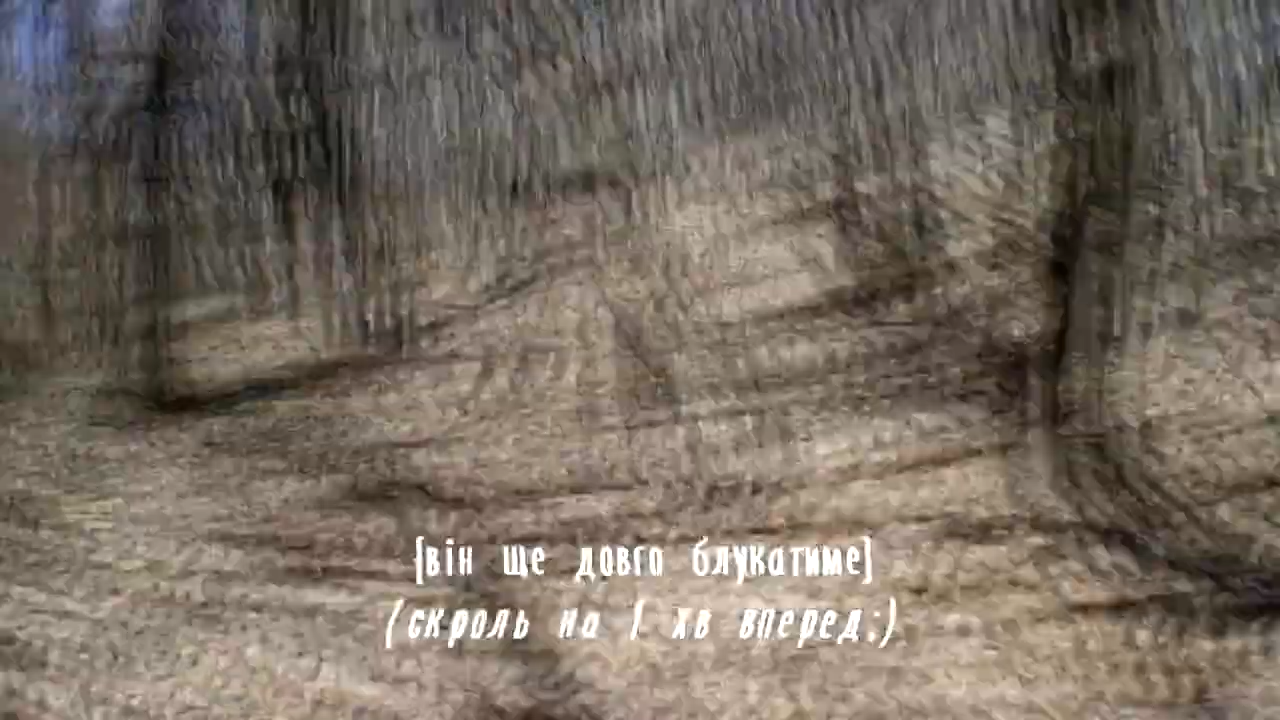 [він ще довго блукатиме]
(скроль на 1 хв вперед;)